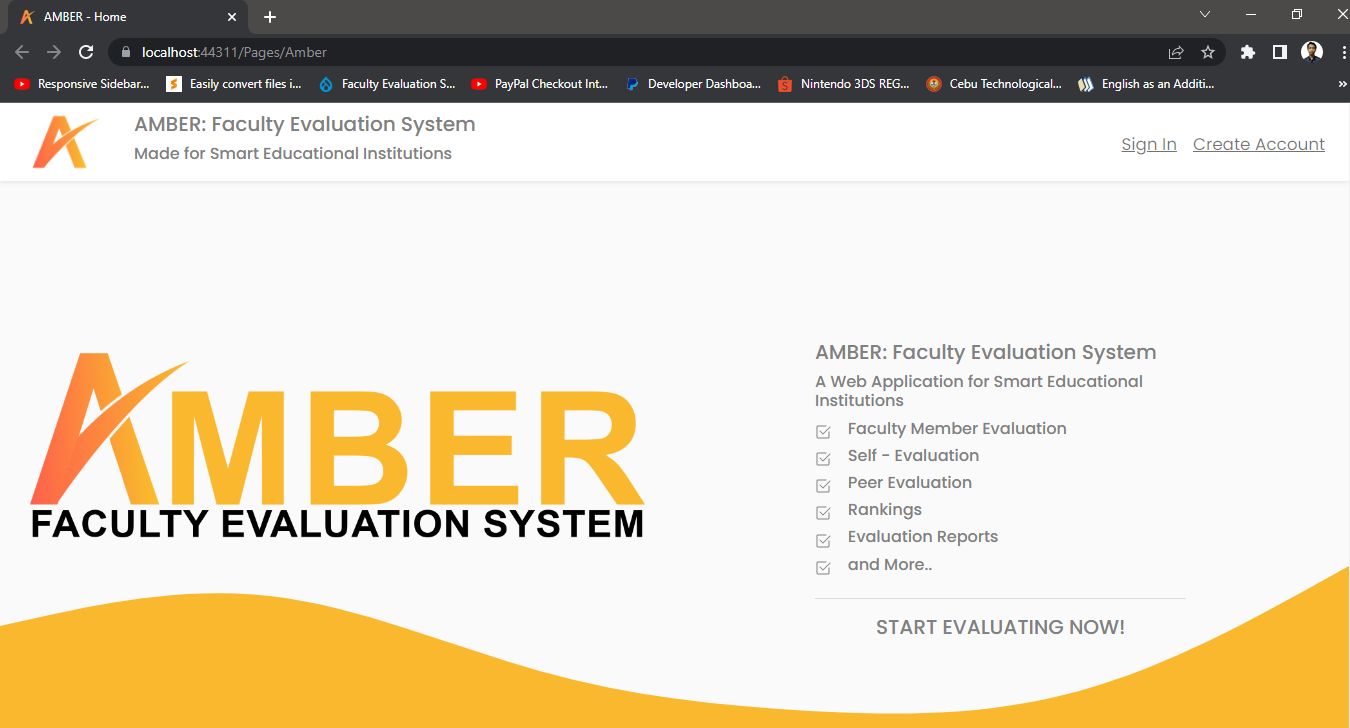 AMBER - Home
localhost:44311/Pages/Amber
Responsive Sidebar...
Easily convert files i...
Faculty Evaluation S...
PayPal Checkout Int...
Developer Dashboa...
Nintendo 3DS REG...
Cebu Technological...
English as an Additi...
»
AMBER: Faculty Evaluation System
Made for Smart Educational Institutions
Sign In
Create Account
AMBER
FACULTY EVALUATION SYSTEM
AMBER: Faculty Evaluation System
A Web Application for Smart Educational
Institutions
Faculty Member Evaluation
Self - Evaluation
Peer Evaluation
Rankings
Evaluation Reports
and More..
START EVALUATING NOW!